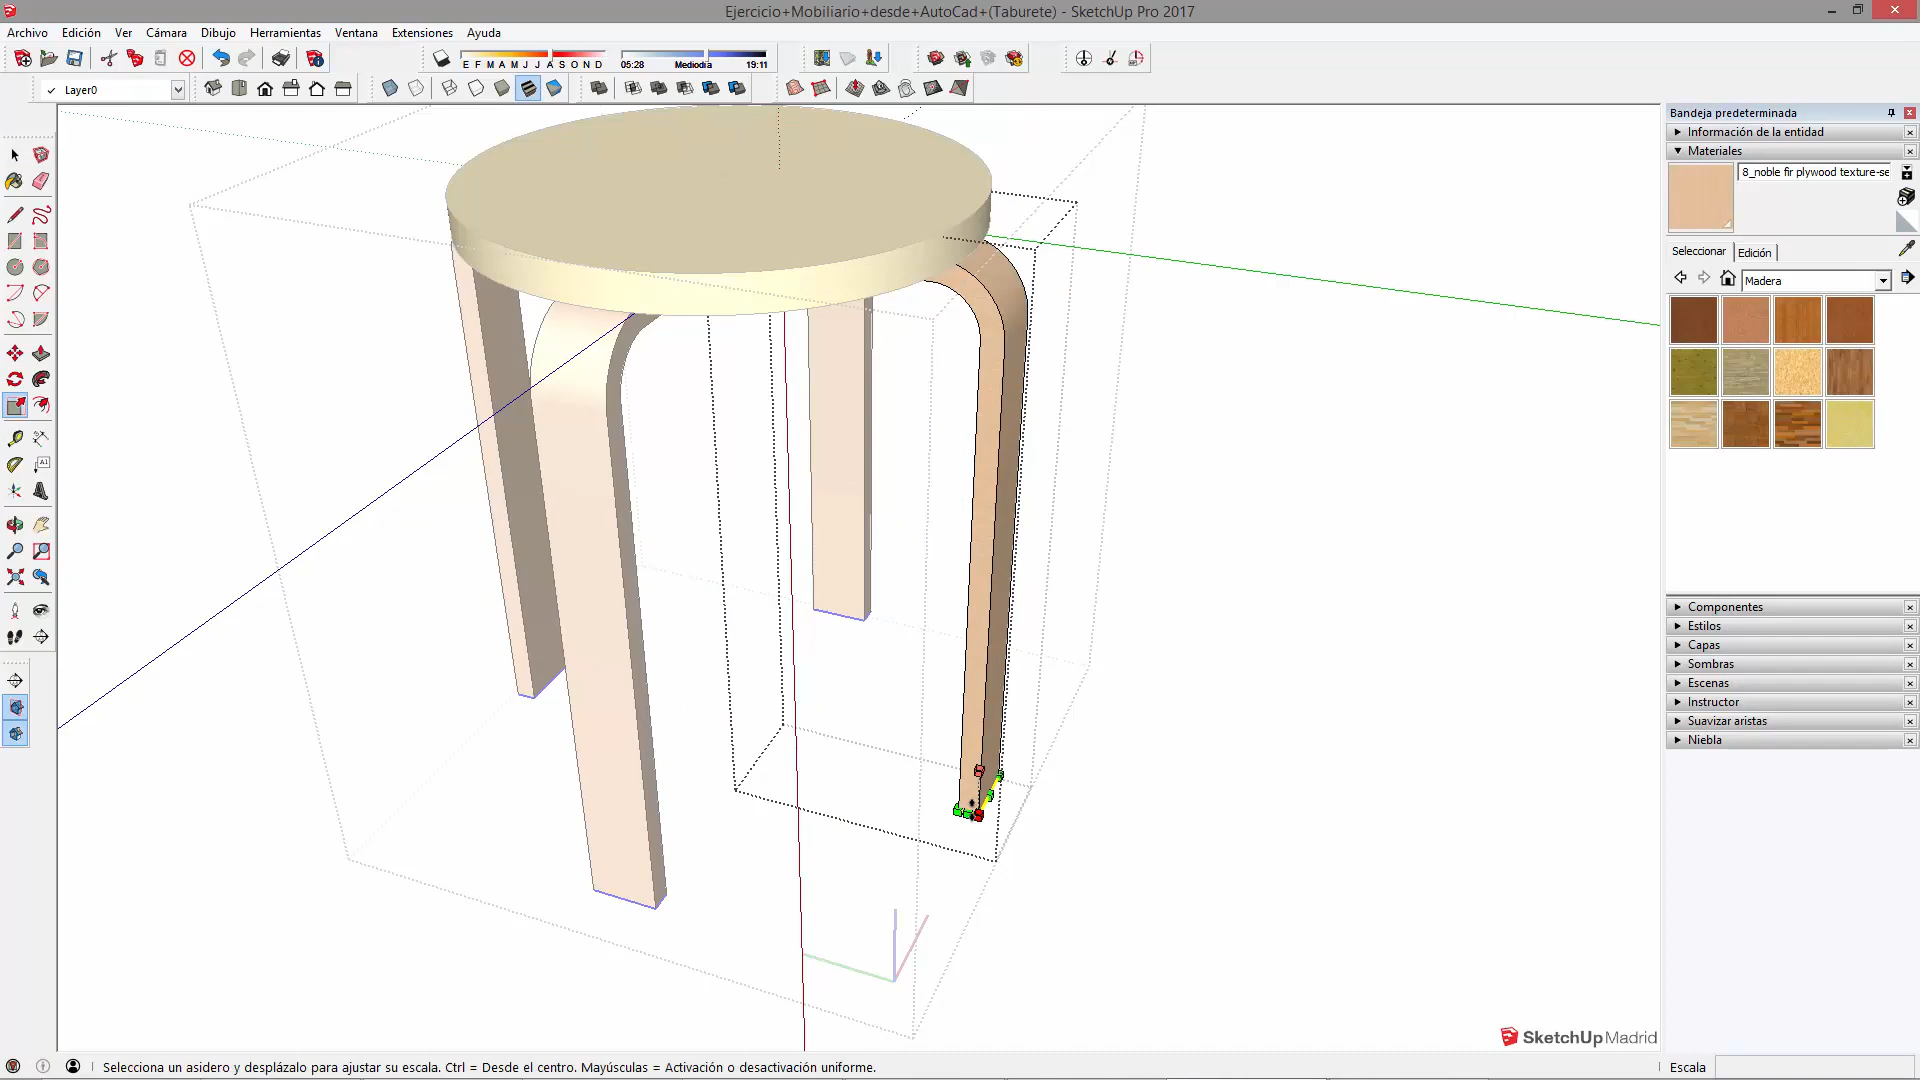 Ejercicio+Mobiliario+desde+AutoCad+(Taburete) - SketchUp Pro 2017
Archivo Edición Ver Cámara Dibujo Herramientas Ventana Extensiones Ayuda
E F M A M J J A S O N D
05:28 Mediodía 19:11
Layer0
Bandeja predeterminada
Información de la entidad
Materiales
8_noble fir plywood texture-se
Seleccionar Edición
Madera
A1
Componentes
Estilos
Capas
Sombras
Escenas
Instructor
Suavizar aristas
Niebla
SketchUp Madrid
Selecciona un asidero y desplázalo para ajustar su escala. Ctrl = Desde el centro. Mayúsculas = Activación o desactivación uniforme.
Escala